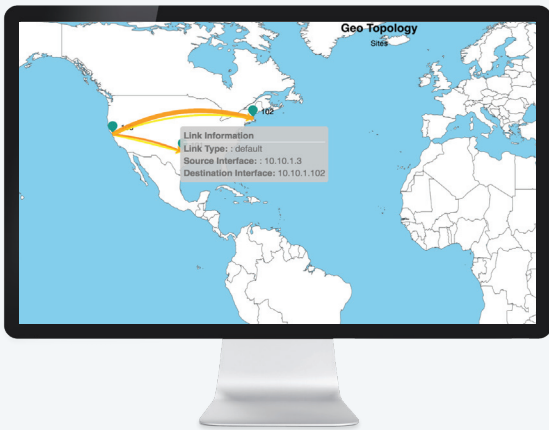 Geo Topology
Sites
102
Link Information
Link Type: : default
Source Interface: : 10.10.1.3
Destination Interface: 10.10.1.102